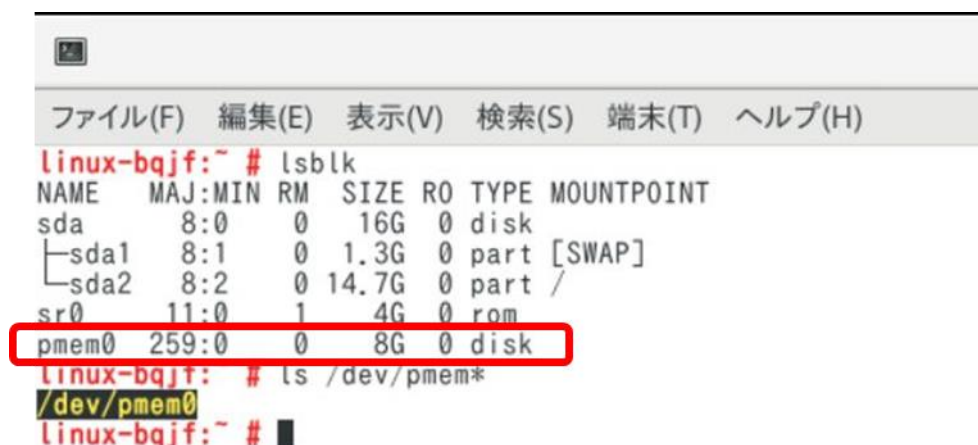 ファイル(F) 編集(E) 表示(V) 検索(S) 端末(T) ヘルプ(H)
linux-bqjf:~ # lsblk
NAME MAJ:MIN RM SIZE RO TYPE MOUNTPOINT
sda 8:0 0 16G 0 disk
├─sda1 8:1 0 1.3G 0 part [SWAP]
└─sda2 8:2 0 14.7G 0 part /
sr0 11:0 1 4G 0 rom
pmem0 259:0 0 8G 0 disk
linux-bqjf:~ # ls /dev/pmem*
/dev/pmem0
linux-bqjf:~ #